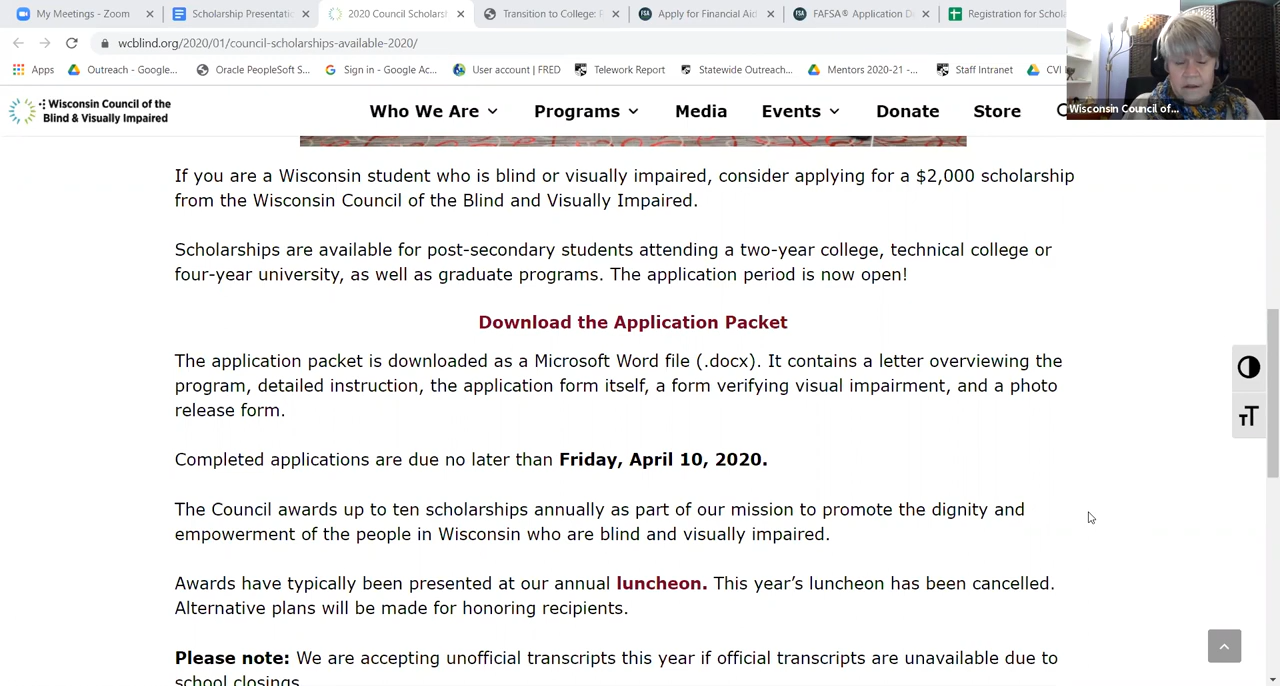 My Meetings - Zoom
Scholarship Presentati
2020 Council Scholars
Transition to College: F
Apply for Financial Aid
FAFSA® Application D
Registration for Schola
wcblind.org/2020/01/council-scholarships-available-2020/
Apps
Outreach - Google...
Oracle PeopleSoft S...
Sign in - Google Ac...
User account | FRED
Telework Report
Statewide Outreach...
Mentors 2020-21 -...
Staff Intranet
CVI
Wisconsin Council of...
Wisconsin Council of the
Blind & Visually Impaired
Who We Are
Programs
Media
Events
Donate
Store
If you are a Wisconsin student who is blind or visually impaired, consider applying for a $2,000 scholarship
from the Wisconsin Council of the Blind and Visually Impaired.
Scholarships are available for post-secondary students attending a two-year college, technical college or
four-year university, as well as graduate programs. The application period is now open!
Download the Application Packet
The application packet is downloaded as a Microsoft Word file (.docx). It contains a letter overviewing the
program, detailed instruction, the application form itself, a form verifying visual impairment, and a photo
release form.
Completed applications are due no later than Friday, April 10, 2020.
The Council awards up to ten scholarships annually as part of our mission to promote the dignity and
empowerment of the people in Wisconsin who are blind and visually impaired.
Awards have typically been presented at our annual luncheon. This year's luncheon has been cancelled.
Alternative plans will be made for honoring recipients.
Please note: We are accepting unofficial transcripts this year if official transcripts are unavailable due to
school closings.